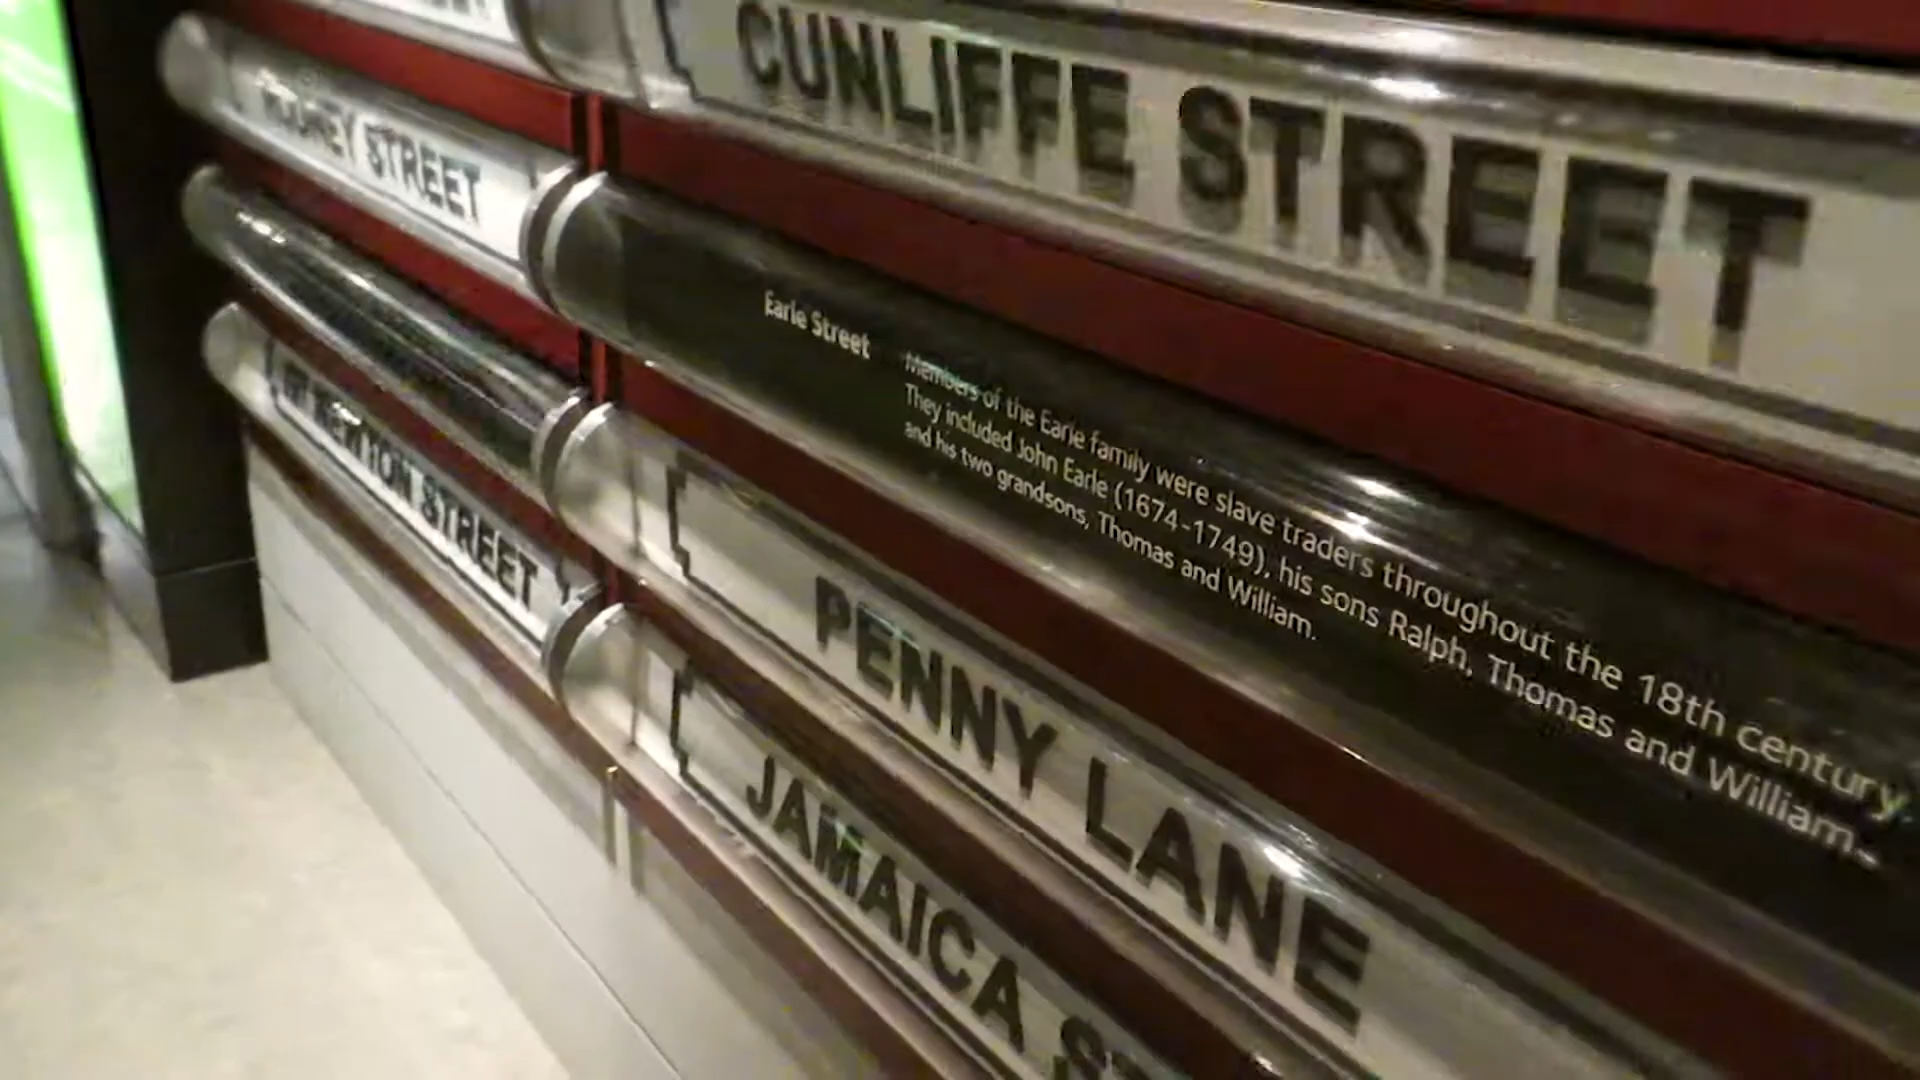 RODNEY STREET
NEWTON STREET
CUNLIFFE STREET
Earle Street
Members of the Earle family were slave traders throughout the 18th century.
They included John Earle (1674-1749), his sons Ralph, Thomas and William
and his two grandsons, Thomas and William.
PENNY LANE
JAMAICA